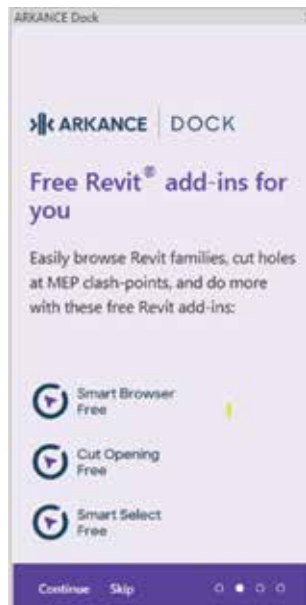 ARKANCE Dock
ARKANCE DOCK
Free Revit® add-ins for
you
Easily browse Revit families, cut holes
at MEP clash-points, and do more
with these free Revit add-ins:
Smart Browser
Free
Cut Opening
Free
Smart Select
Free
Continue Skip